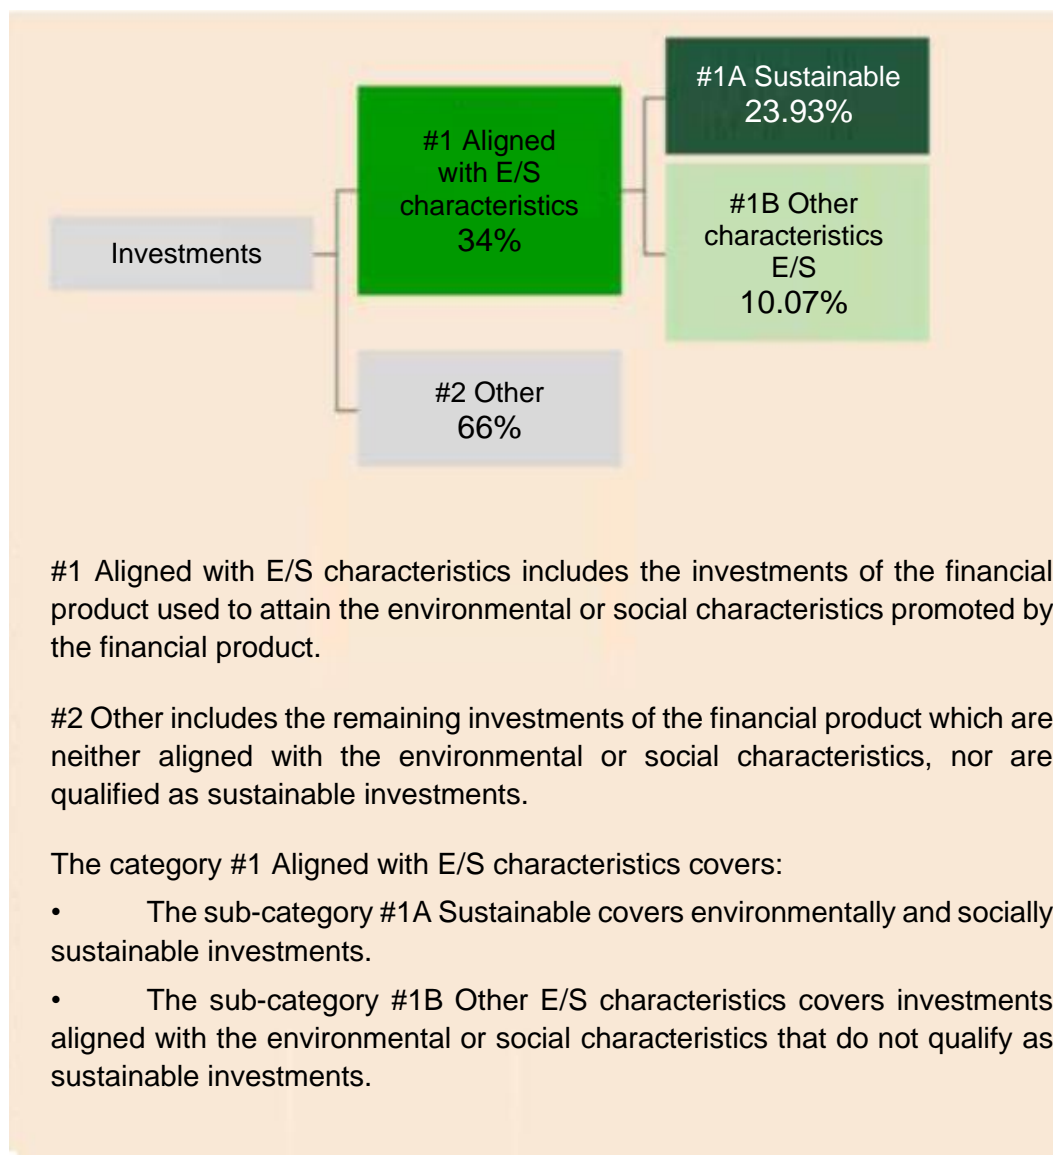 #1A Sustainable
23.93%
#1 Aligned
with E/S
characteristics
34%
#1B Other
characteristics
E/S
10.07%
Investments
#2 Other
66%
#1 Aligned with E/S characteristics includes the investments of the financial
product used to attain the environmental or social characteristics promoted by
the financial product.
#2 Other includes the remaining investments of the financial product which are
neither aligned with the environmental or social characteristics, nor are
qualified as sustainable investments.
The category #1 Aligned with E/S characteristics covers:
• The sub-category #1A Sustainable covers environmentally and socially
sustainable investments.
• The sub-category #1B Other E/S characteristics covers investments
aligned with the environmental or social characteristics that do not qualify as
sustainable investments.